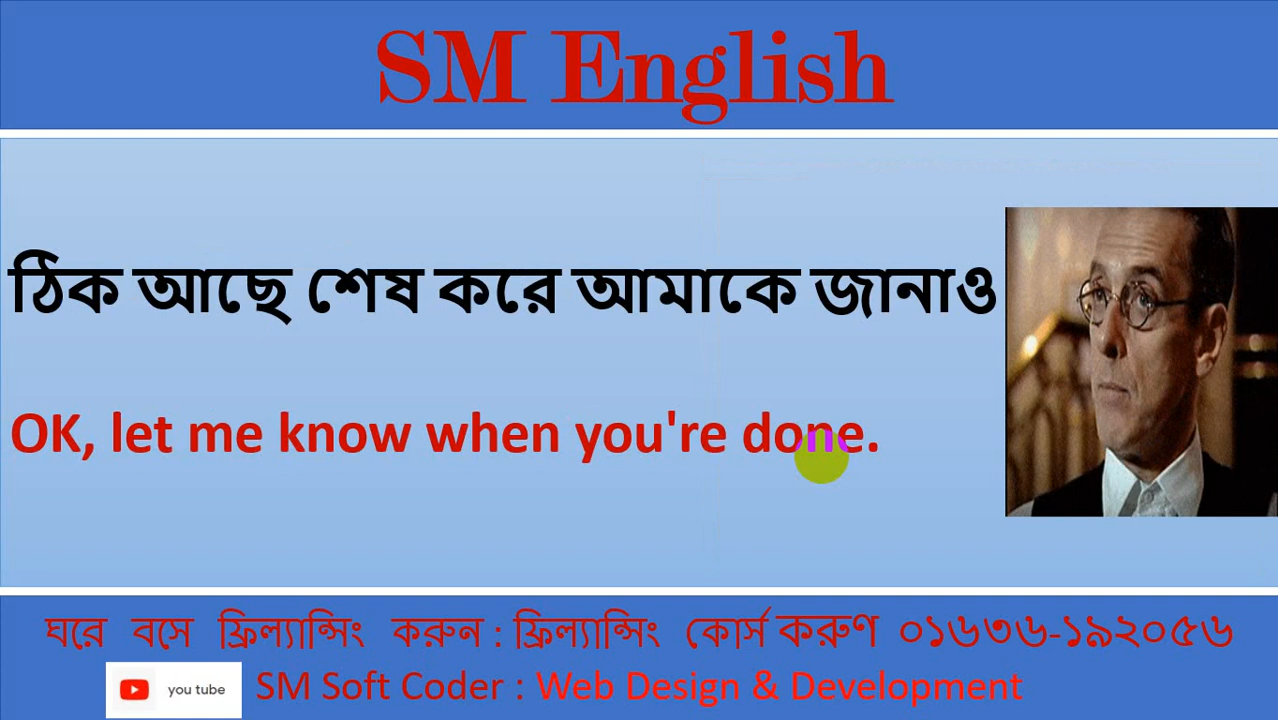 SM English
ঠিক আছে শেষ করে আমাকে জানাও
OK, let me know when you're done.
ঘরে বসে ফ্রিল্যান্সিং করুন : ফ্রিল্যান্সিং কোর্স করুণ ০১৬৩৬-১৯২০৫৬
you tube
SM Soft Coder : Web Design & Development